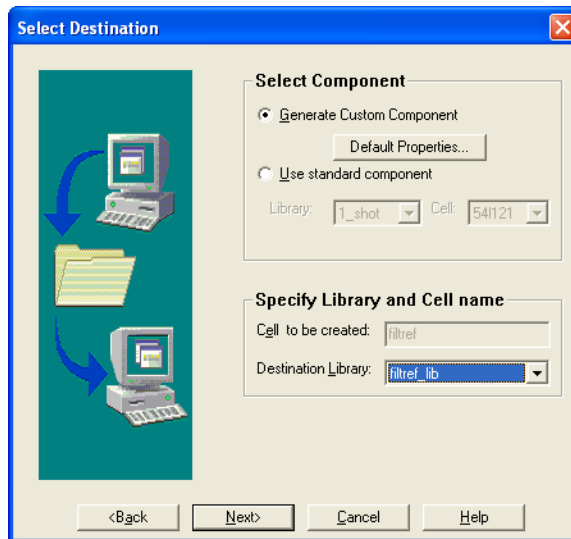 Select Destination
Select Component
Generate Custom Component
Default Properties...
Use standard component
Library: 1_shot Cell: 54l121
Specify Library and Cell name
Cell to be created: filtref
Destination Library: filtref_lib
<Back Next> Cancel Help